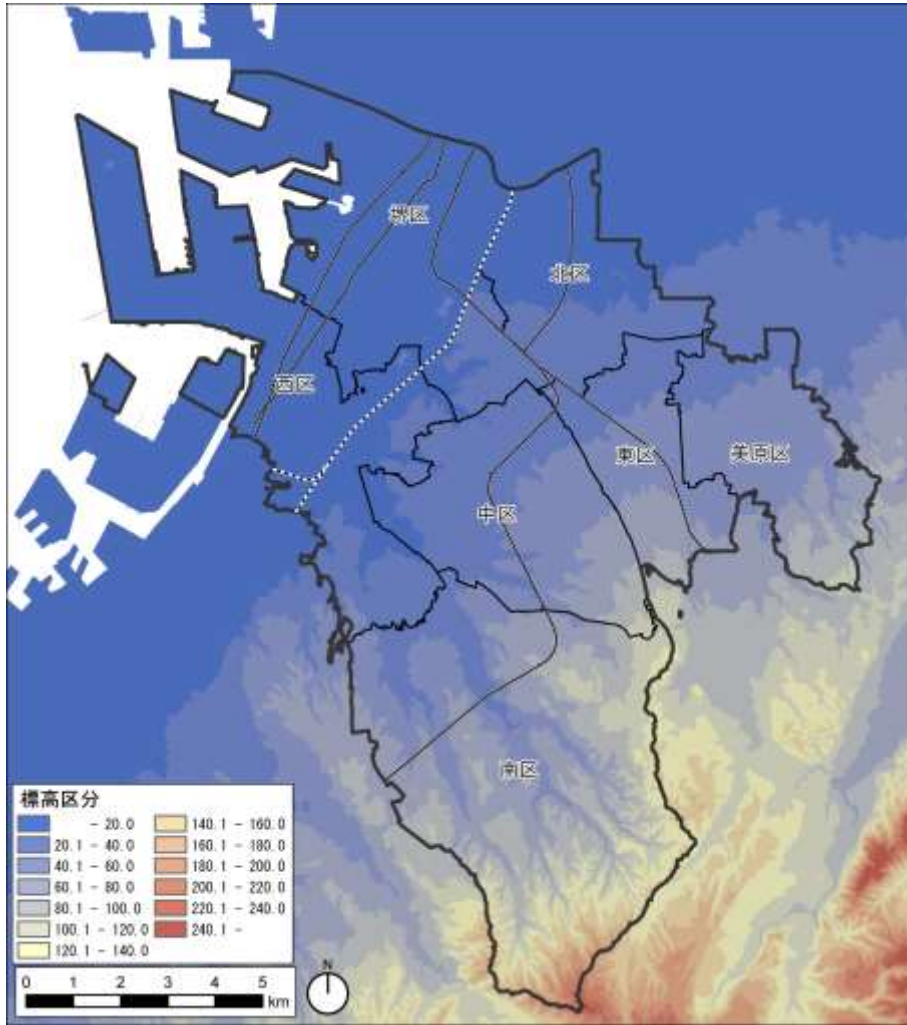 堺区
北区
西区
東区
美原区
中区
南区
標高区分
- 20.0
20.1 - 40.0
40.1 - 60.0
60.1 - 80.0
80.1 - 100.0
100.1 - 120.0
120.1 - 140.0
140.1 - 160.0
160.1 - 180.0
180.1 - 200.0
200.1 - 220.0
220.1 - 240.0
240.1 -
0 1 2 3 4 5
km
N